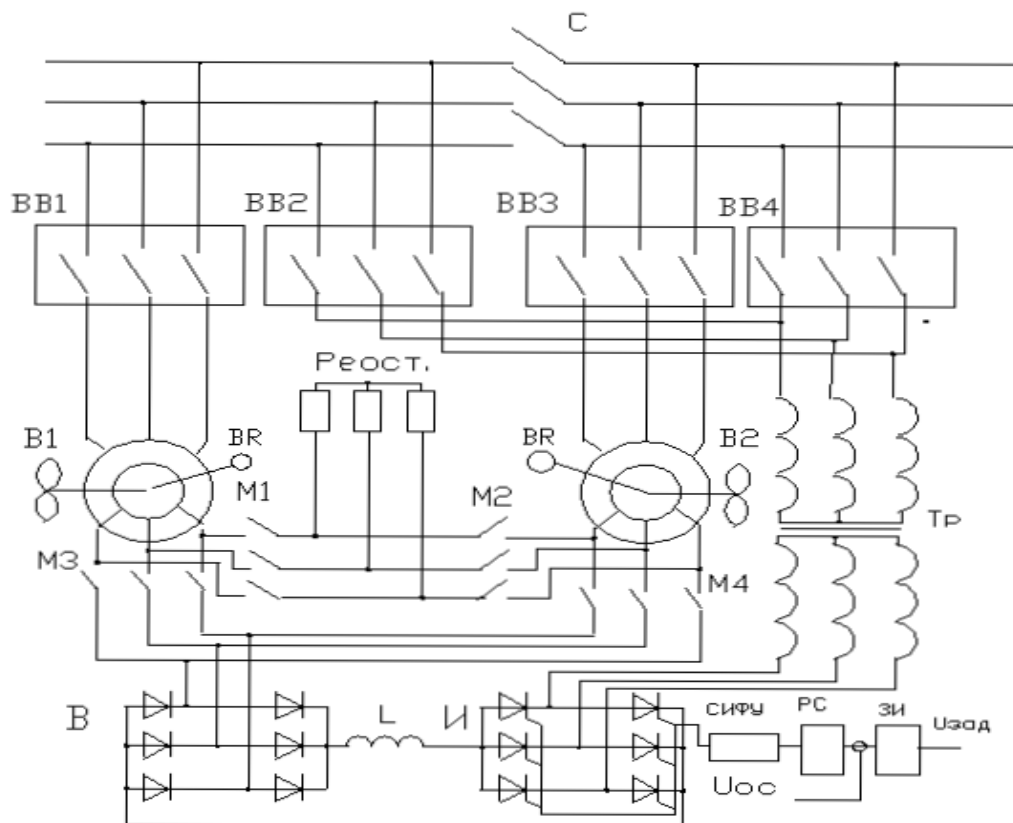 С
ВВ1
ВВ2
ВВ3
ВВ4
Реост.
В1
BR
BR
В2
М1
М2
Тр
М3
М4
В
L
И
СИФУ
РС
ЗИ
Uзад
Uос